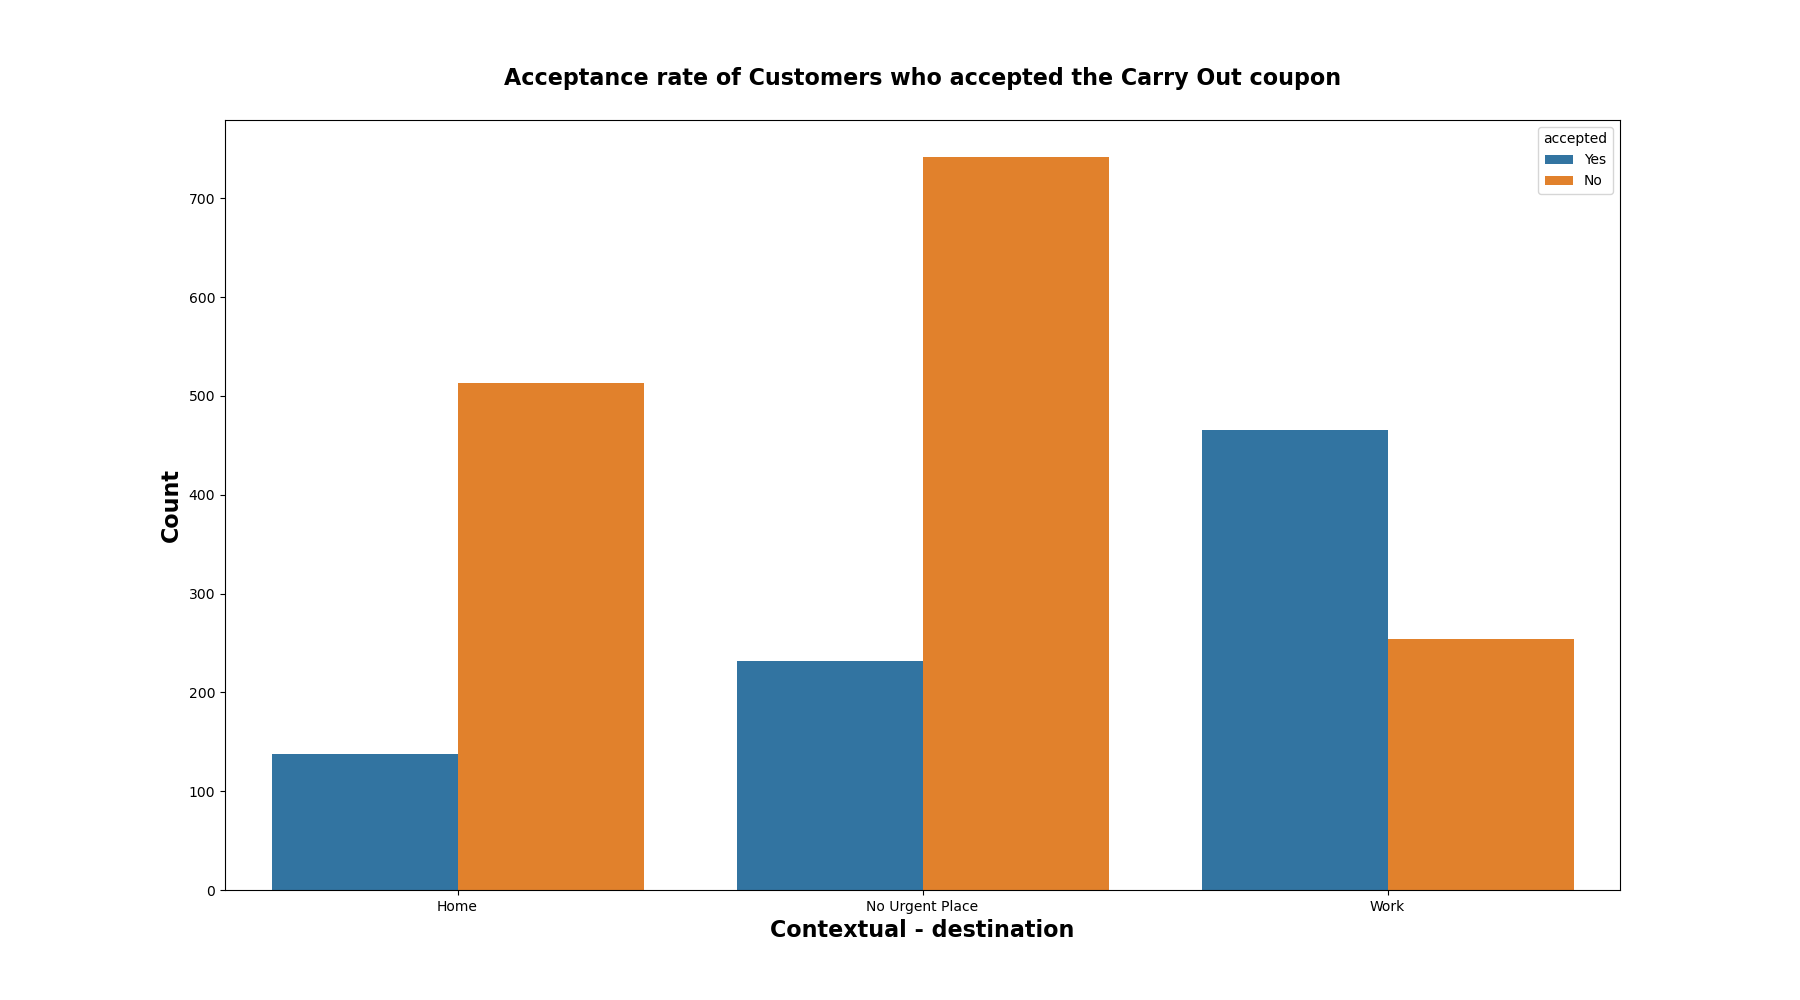 Acceptance rate of Customers who accepted the Carry Out coupon
accepted
Yes
No
700
600
500
400
300
200
100
0
Count
Home
No Urgent Place
Work
Contextual - destination